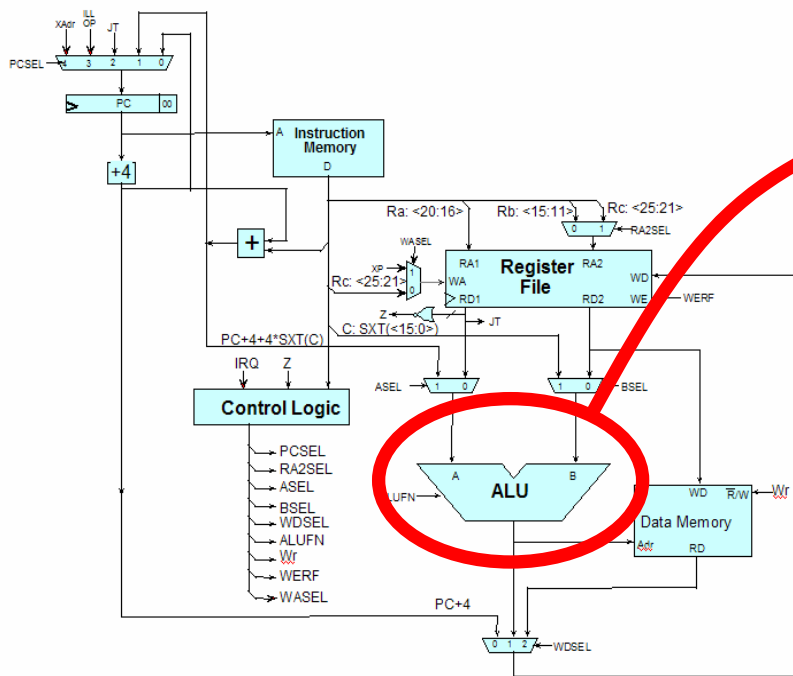 ILL
XAdr OP JT
PCSEL 4 3 2 1 0
PC 00
A Instruction
Memory
D
+4
Ra: <20:16> Rb: <15:11> Rc: <25:21>
+
WASEL
0 1 RA2SEL
XP 1
Rc: <25:21> 0
RA1 Register RA2
WA File WD
RD1 RD2 WE WERF
Z JT
C: SXT(<15:0>)
PC+4+4*SXT(C)
IRQ Z
ASEL 1 0 1 0 BSEL
Control Logic
PCSEL
RA2SEL
ASEL
BSEL
WDSEL
ALUFN
Wr
WERF
WASEL
A B
ALU
LUFN
WD R/W Wr
Data Memory
Adr RD
PC+4
0 1 2 WDSEL